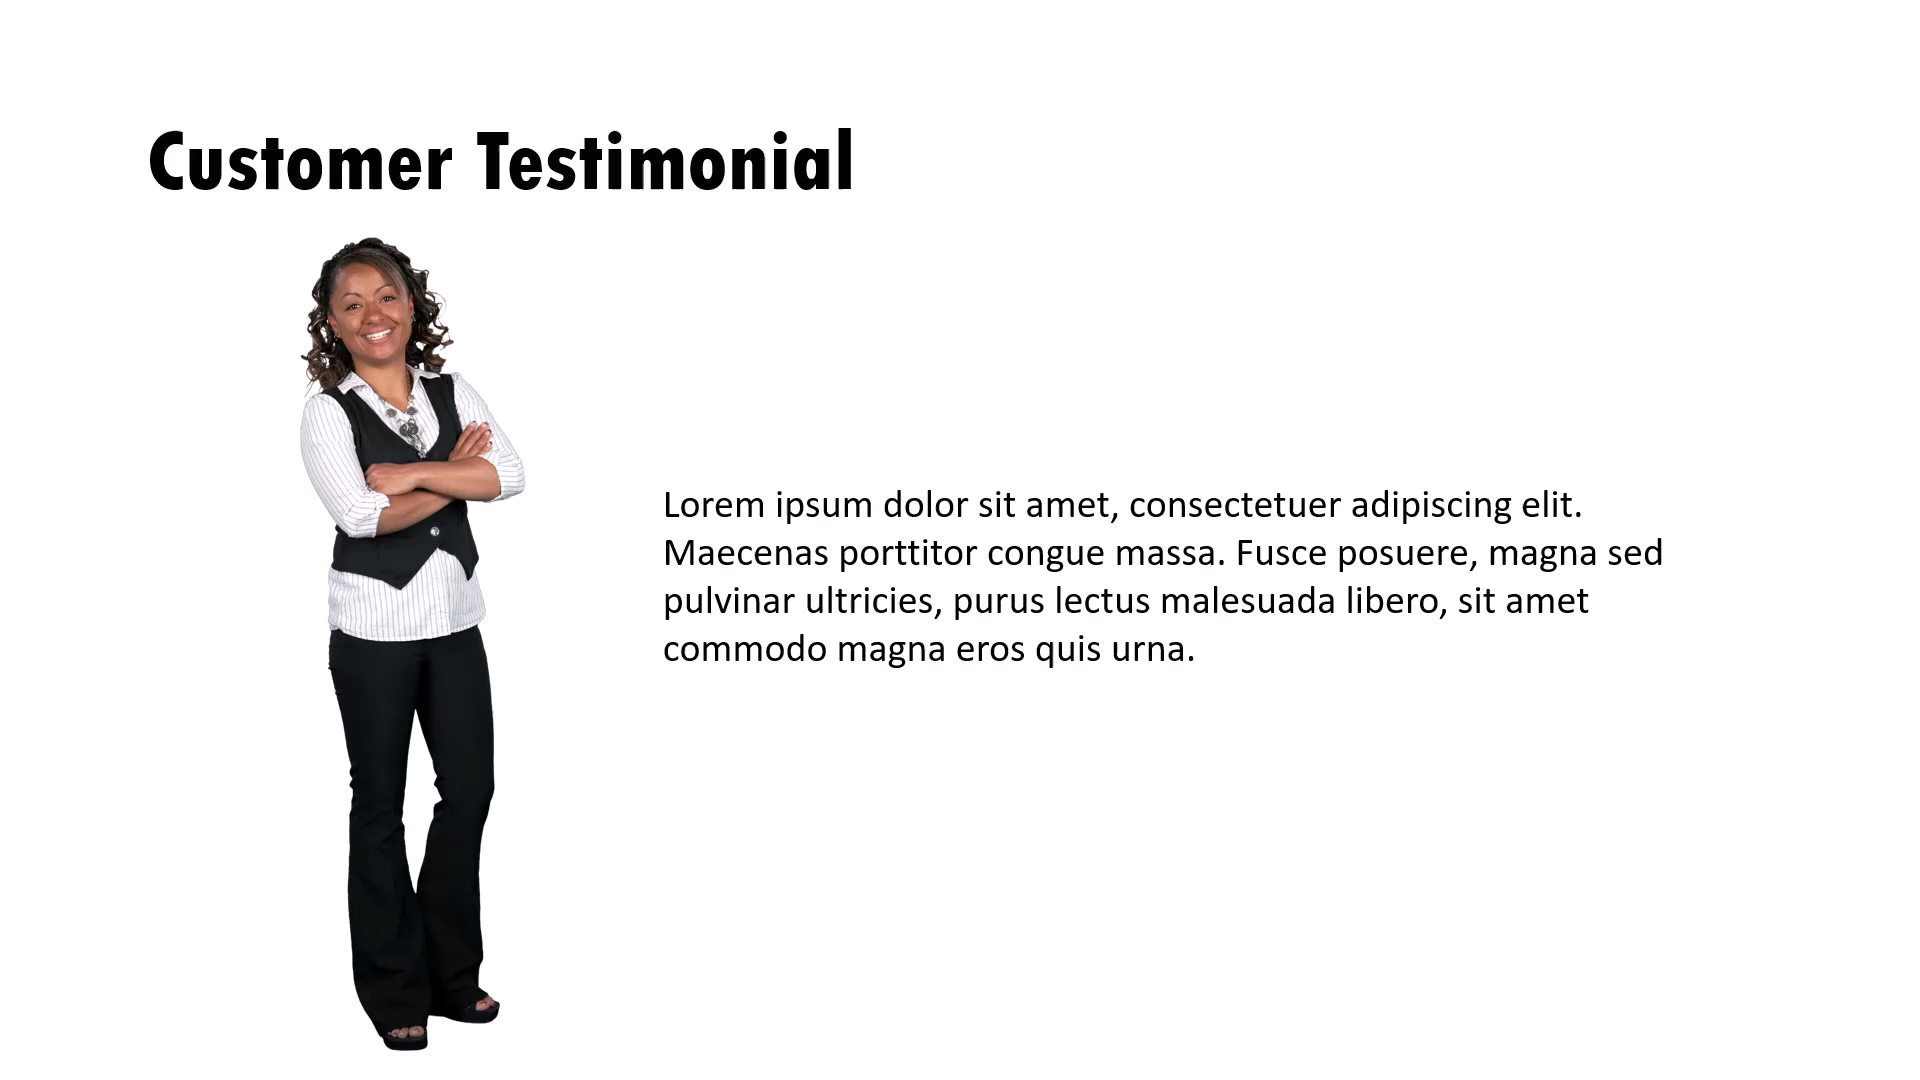 Customer Testimonial
Lorem ipsum dolor sit amet, consectetuer adipiscing elit.
Maecenas porttitor congue massa. Fusce posuere, magna sed
pulvinar ultricies, purus lectus malesuada libero, sit amet
commodo magna eros quis urna.